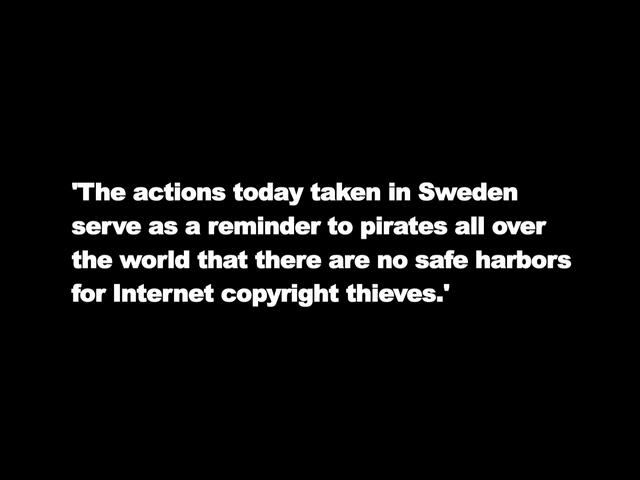 'The actions today taken in Sweden
serve as a reminder to pirates all over
the world that there are no safe harbors
for Internet copyright thieves.'